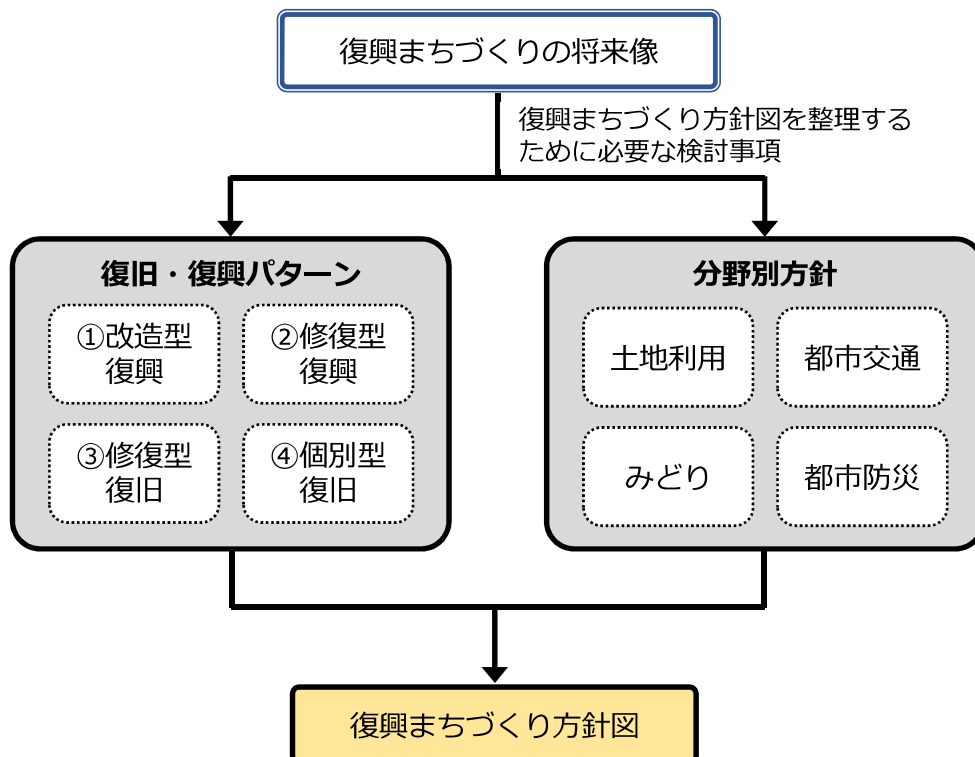 復興まちづくりの将来像
復興まちづくり方針図を整理する
ために必要な検討事項
復旧・復興パターン
①改造型
復興
②修復型
復興
③修復型
復旧
④個別型
復旧
分野別方針
土地利用
都市交通
みどり
都市防災
復興まちづくり方針図